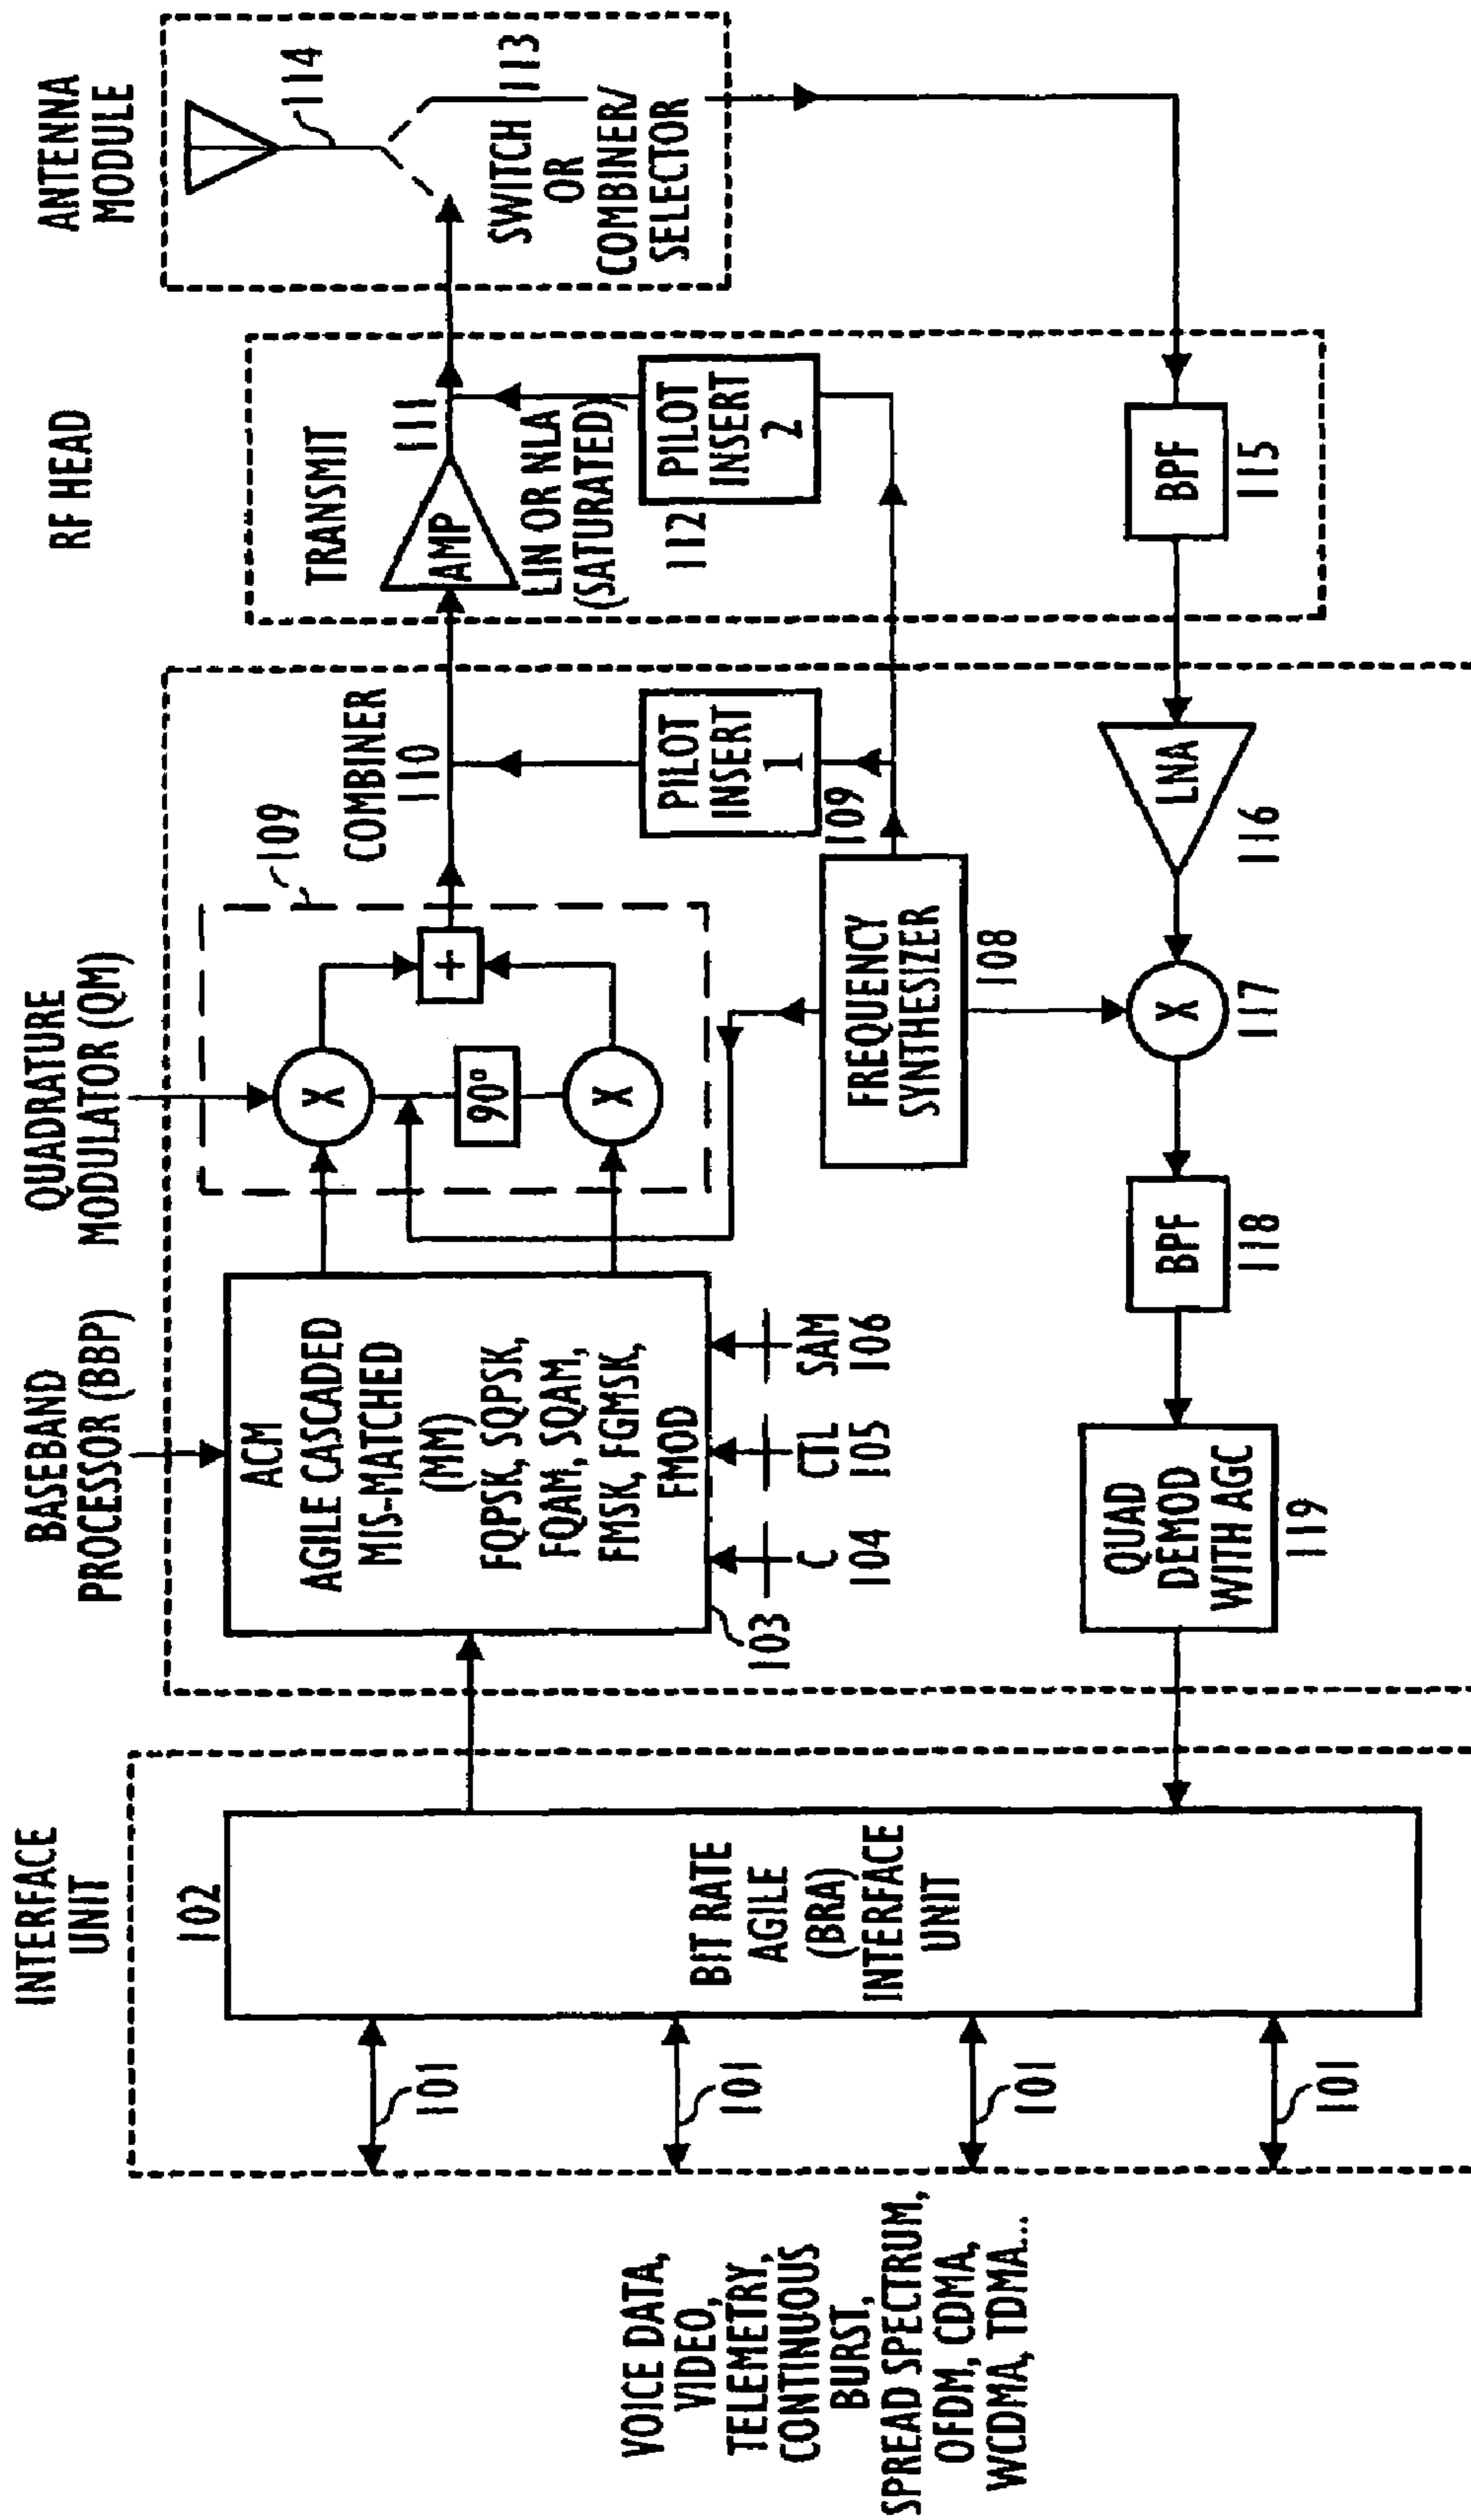 INTERFACE
UNIT
BASEBAND
PROCESSOR (BBP)
QUADRATURE
MODULATOR (QM)
RF HEAD
ANTENNA
MODULE
102
BIT RATE
AGILE
(BRA)
INTERFACE
UNIT
101
101
101
101
VOICE DATA,
VIDEO,
TELEMETRY,
CONTINUOUS
BURST,
SPREAD SPECTRUM,
OFDM, CDMA,
WCDMA, TDMA...
ACM
AGILE CASCADED
MIS-MATCHED
(MM)
FQPSK, SQPSK,
FQAM, SQAM,
FMSK, FGMSK,
FMOD
103
C
104
CTL
105
SAM
106
109
X
90°
X
+
COMBINER
110
PILOT
INSERT
1
109
FREQUENCY
SYNTHESIZER
108
TRANSMIT
AMP
111
LIN OR NLA
(SATURATED)
112
PILOT
INSERT
2
114
113
SWITCH
OR
COMBINER/
SELECTOR
BPF
115
LNA
116
X
117
BPF
118
QUAD
DEMOD
WITH AGC
119